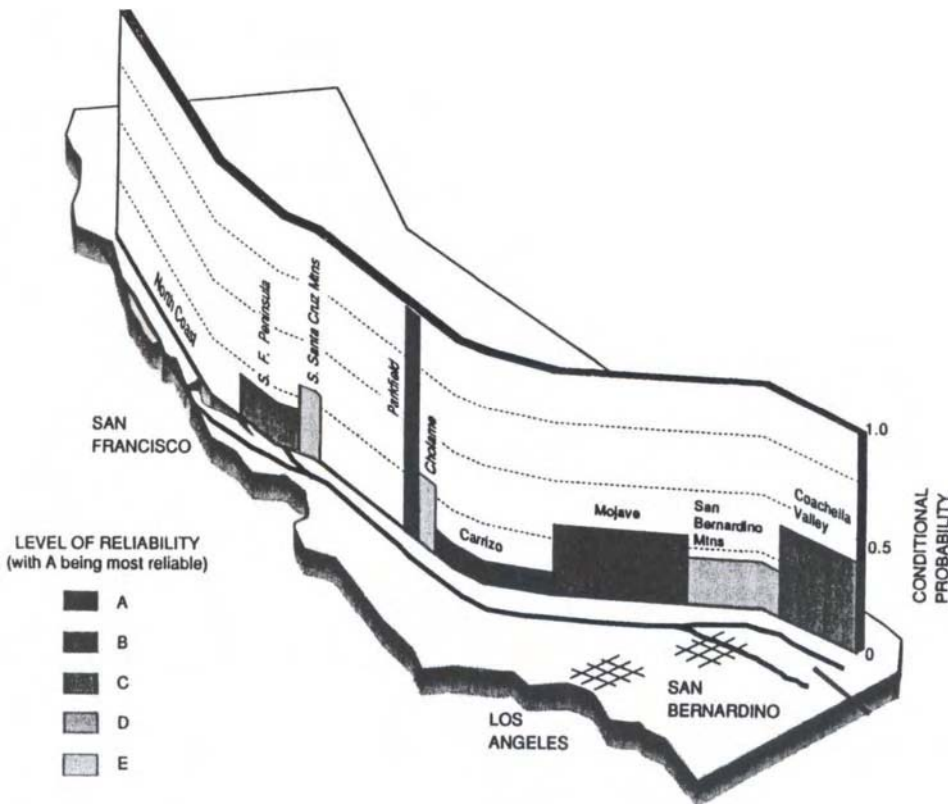 North Coast
S. F. Peninsula
S. Santa Cruz Mtns
Parkfield
Cholame
Carrizo
Mojave
San
Bernardino
Mtns
Coachella
Valley
1.0
0.5
0
CONDITIONAL
PROBABILITY
SAN
FRANCISCO
LOS
ANGELES
SAN
BERNARDINO
LEVEL OF RELIABILITY
(with A being most reliable)
A
B
C
D
E